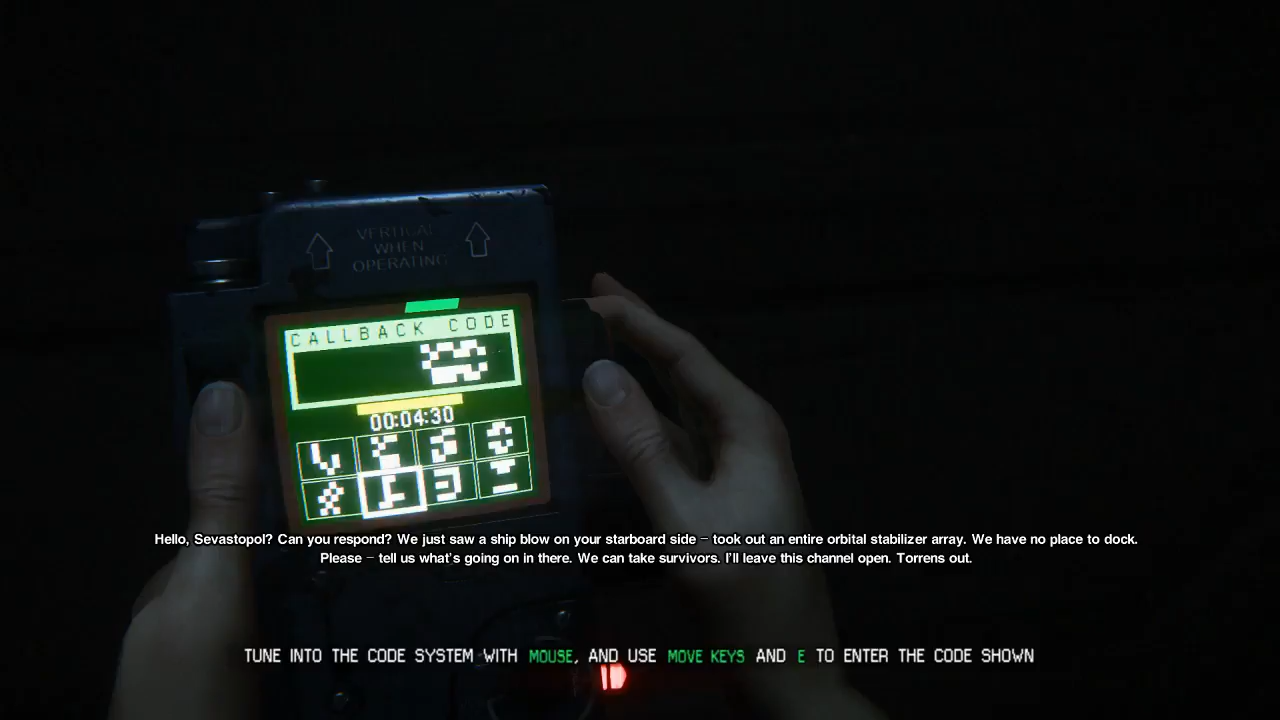 VERTICAL
WHEN
OPERATING
CALLBACK CODE
00:04:30
Hello, Sevastopol? Can you respond? We just saw a ship blow on your starboard side – took out an entire orbital stabilizer array. We have no place to dock.
Please – tell us what's going on in there. We can take survivors. I'll leave this channel open. Torrens out.
TUNE INTO THE CODE SYSTEM WITH MOUSE, AND USE MOVE KEYS AND E TO ENTER THE CODE SHOWN